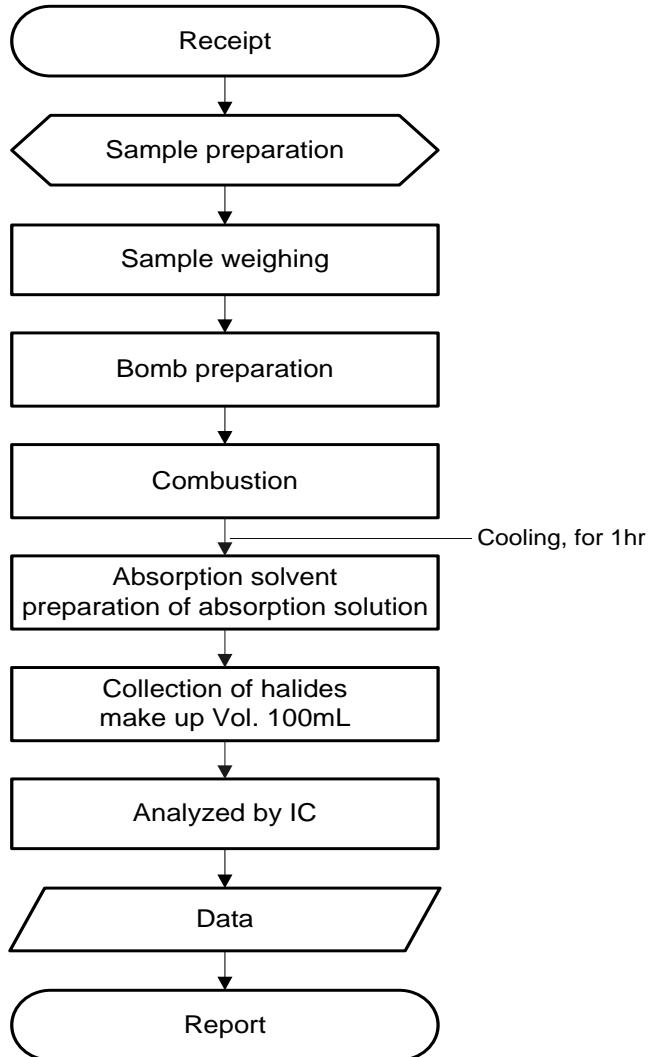 Receipt
Sample preparation
Sample weighing
Bomb preparation
Combustion
Cooling, for 1hr
Absorption solvent
preparation of absorption solution
Collection of halides
make up Vol. 100mL
Analyzed by IC
Data
Report